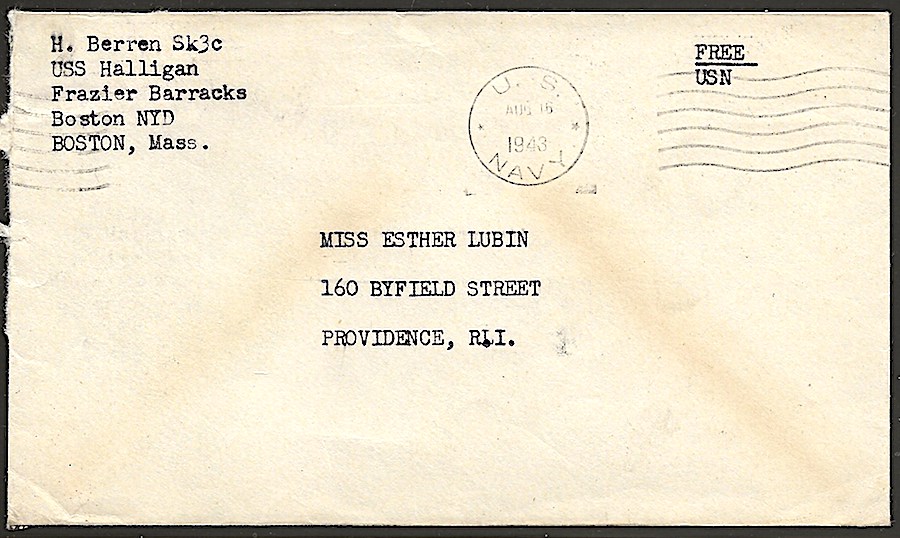 H. Berren Sk3c
USS Halligan
Frazier Barracks
Boston NYD
BOSTON, Mass.
FREE
USN
U. S.
AUG 16
1943
NAVY
MISS ESTHER LUBIN
160 BYFIELD STREET
PROVIDENCE, R.I.